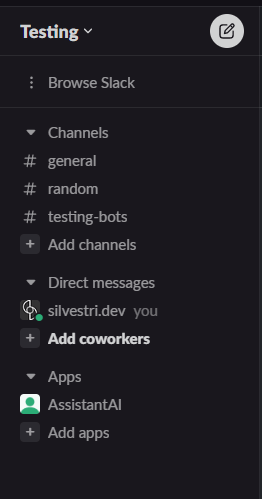 Testing
Browse Slack
Channels
# general
# random
# testing-bots
+ Add channels
Direct messages
silvestri.dev you
+ Add coworkers
Apps
AssistantAI
+ Add apps